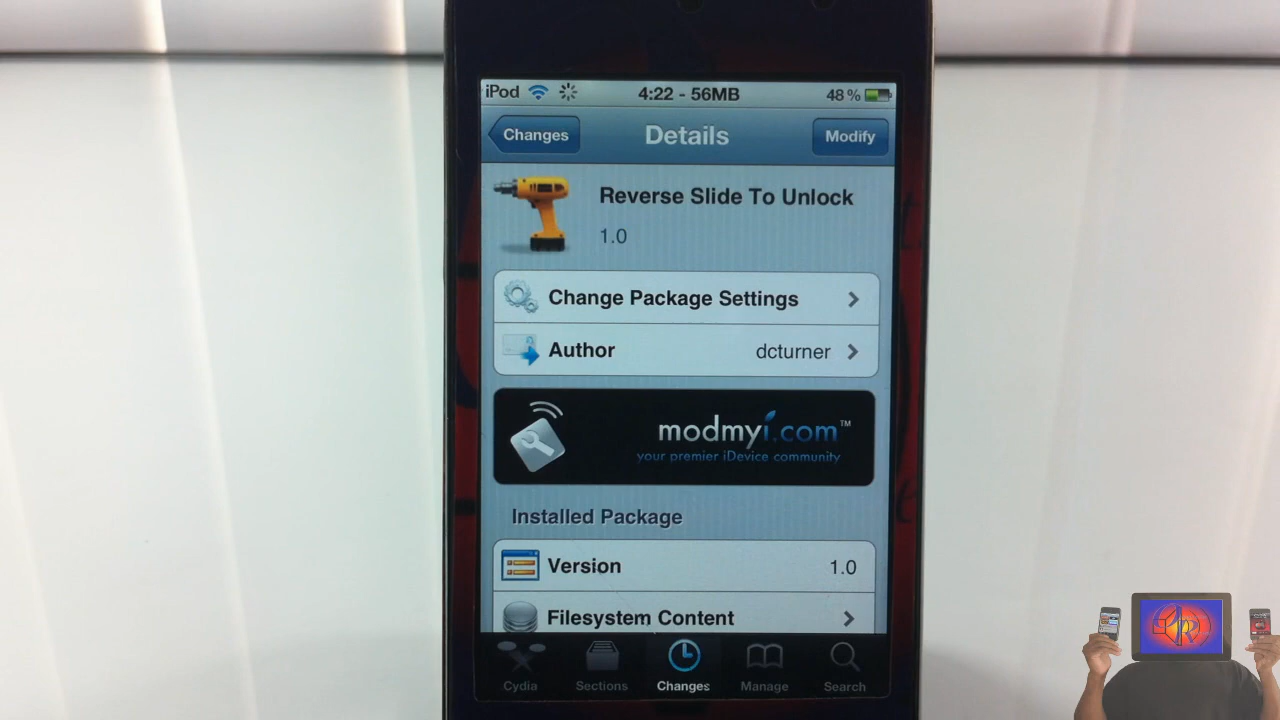 iPod 4:22 - 56MB 48 %
Changes Details Modify
Reverse Slide To Unlock
1.0
Change Package Settings
Author dcturner
modmyi.com™
your premier iDevice community
Installed Package
Version 1.0
Filesystem Content
Cydia Sections Changes Manage Search